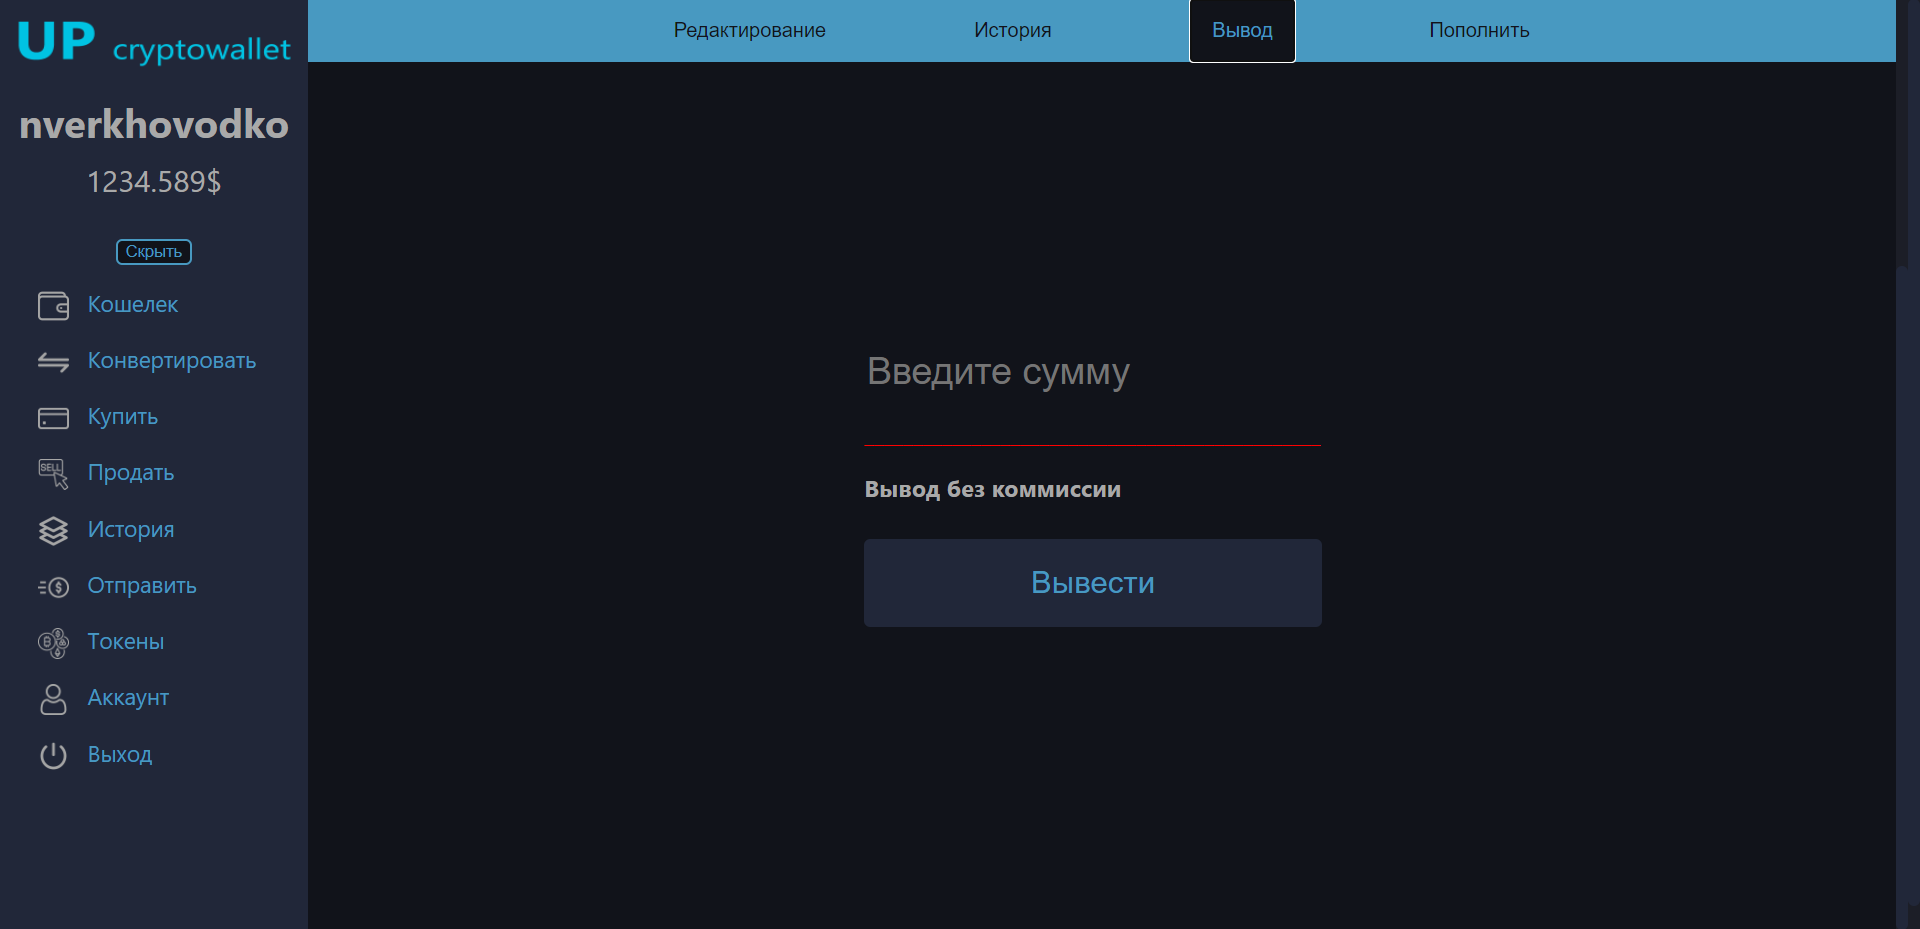 UP cryptowallet
nverkhovodko
1234.589$
Скрыть
Кошелек
Конвертировать
Купить
SELL
Продать
История
Отправить
Токены
Аккаунт
Выход
Редактирование
История
Вывод
Пополнить
Введите сумму
Вывод без коммиссии
Вывести